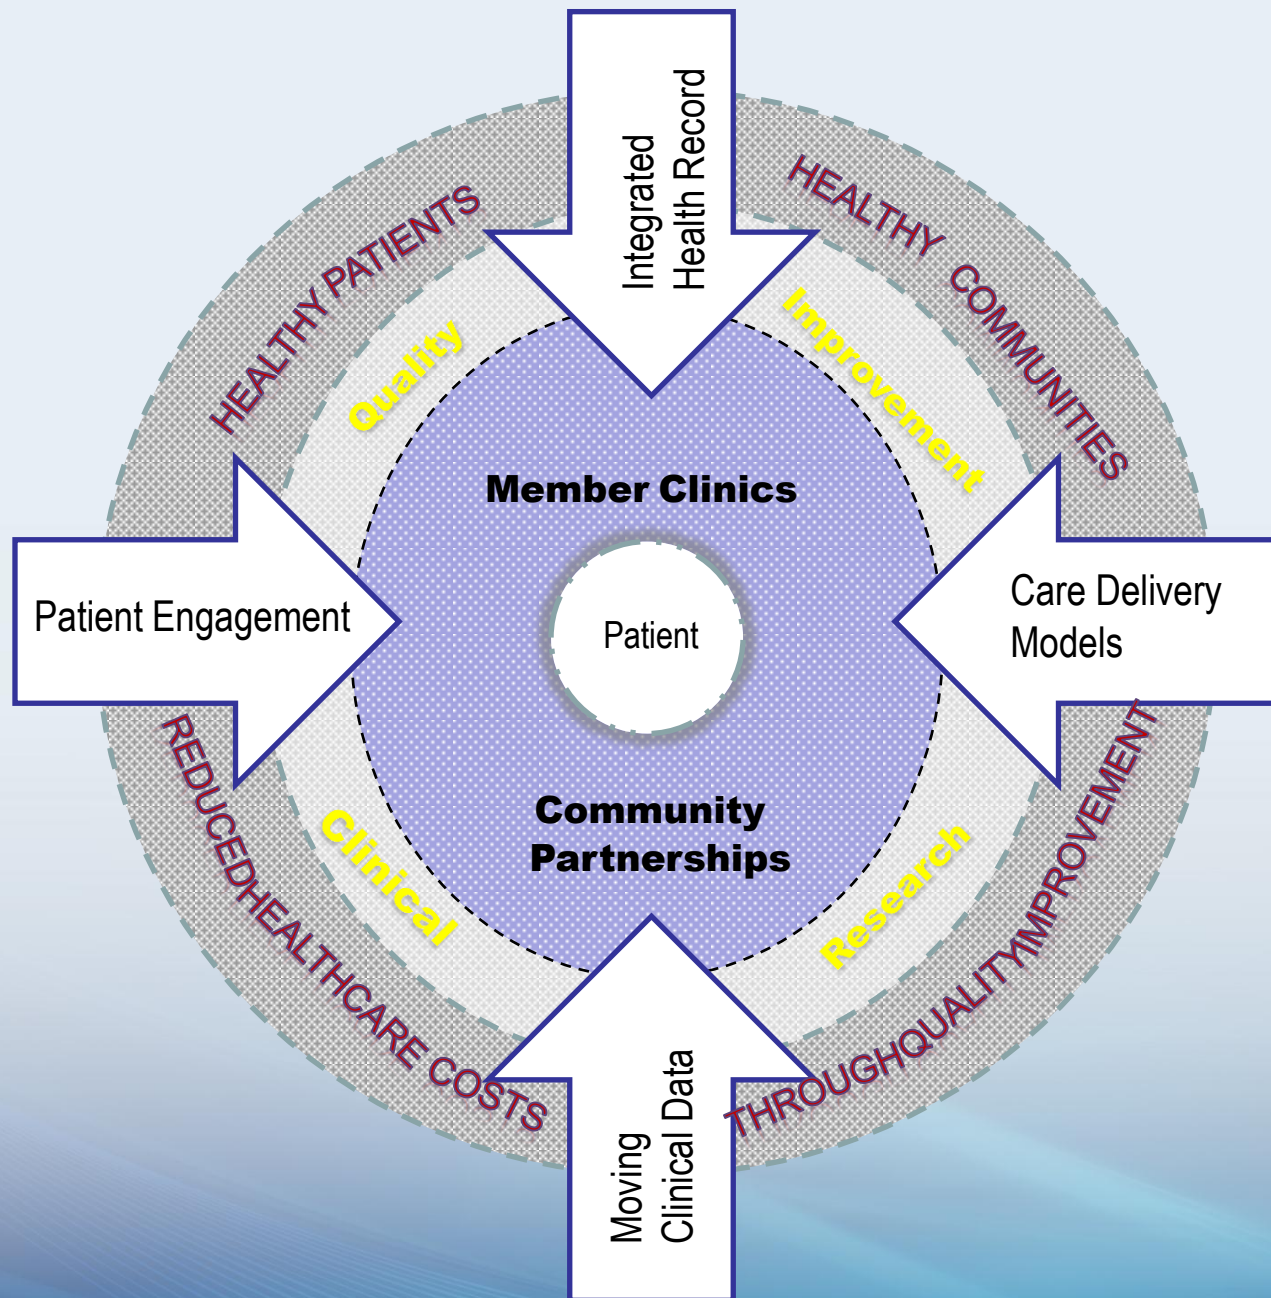 Integrated
Health Record
HEALTHY PATIENTS
HEALTHY COMMUNITIES
Quality
Improvement
Member Clinics
Patient Engagement
Patient
Care Delivery
Models
Community
Partnerships
Clinical
Research
REDUCEDHEALTHCARE COSTS
THROUGHQUALITYIMPROVEMENT
Moving
Clinical Data